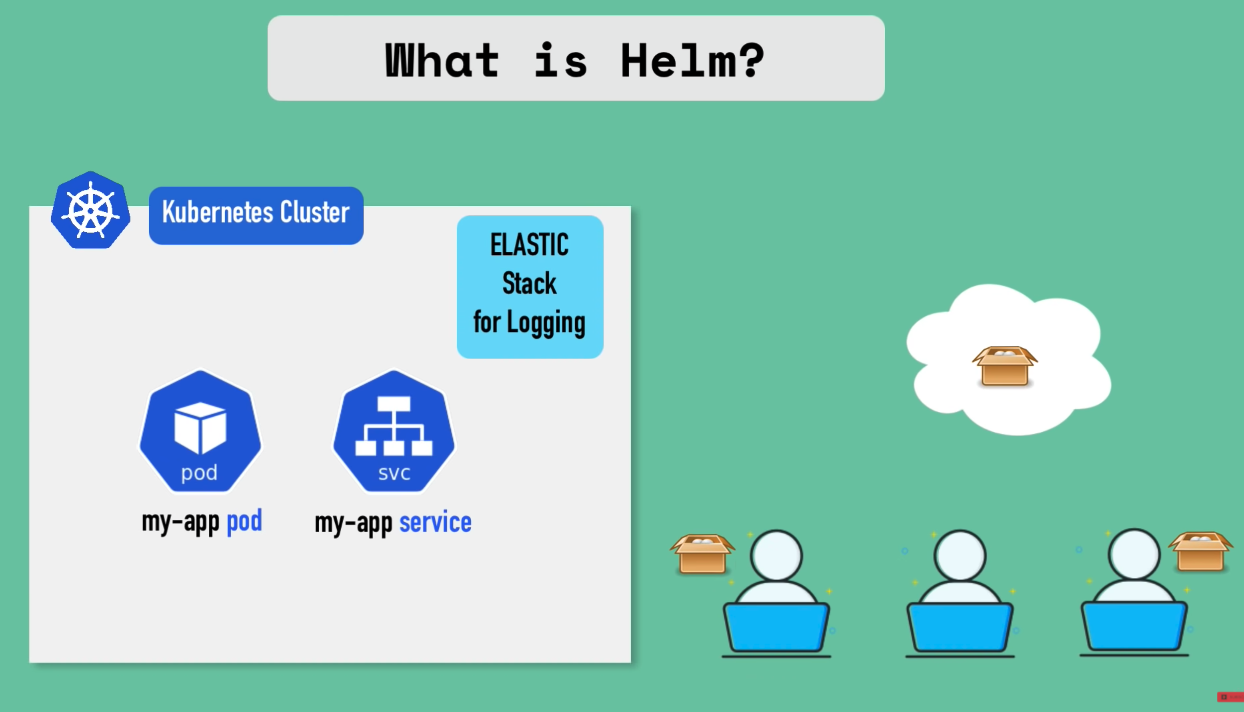 What is Helm?
Kubernetes Cluster
ELASTIC
Stack
for Logging
pod
svc
my-app pod
my-app service